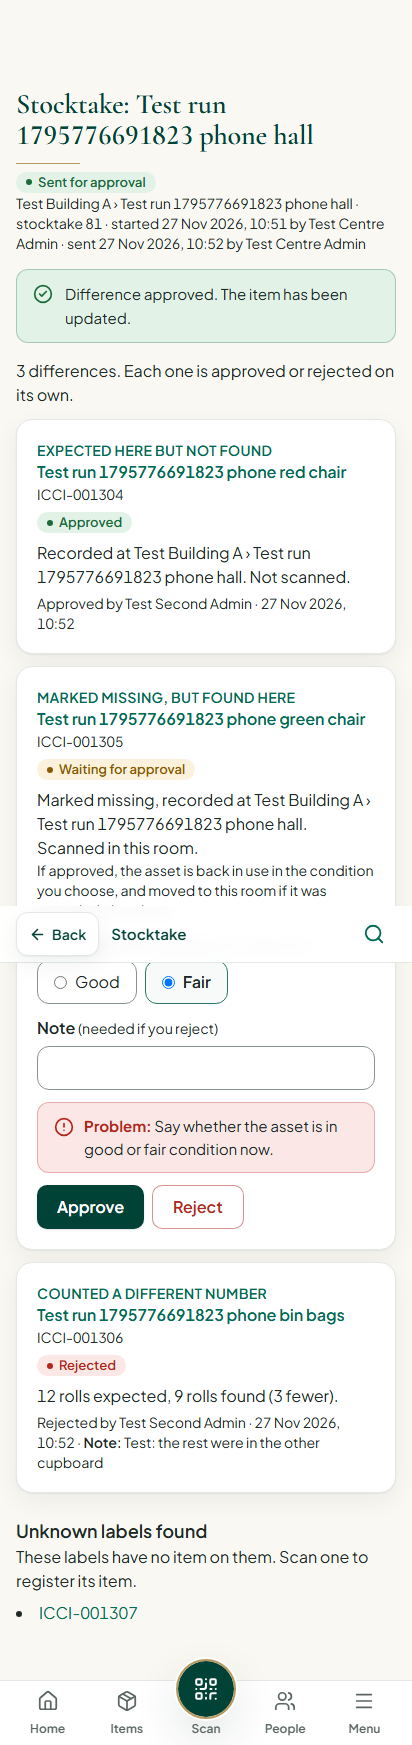 Stocktake: Test run
1795776691823 phone hall
Sent for approval
Test Building A › Test run 1795776691823 phone hall ·
stocktake 81 · started 27 Nov 2026, 10:51 by Test Centre
Admin · sent 27 Nov 2026, 10:52 by Test Centre Admin
Difference approved. The item has been
updated.
3 differences. Each one is approved or rejected on
its own.
EXPECTED HERE BUT NOT FOUND
Test run 1795776691823 phone red chair
ICCI-001304
Approved
Recorded at Test Building A › Test run
1795776691823 phone hall. Not scanned.
Approved by Test Second Admin · 27 Nov 2026,
10:52
MARKED MISSING, BUT FOUND HERE
Test run 1795776691823 phone green chair
ICCI-001305
Waiting for approval
Marked missing, recorded at Test Building A ›
Test run 1795776691823 phone hall.
Scanned in this room.
If approved, the asset is back in use in the condition
you choose, and moved to this room if it was
Back
Stocktake
Good
Fair
Note (needed if you reject)
Problem: Say whether the asset is in
good or fair condition now.
Approve
Reject
COUNTED A DIFFERENT NUMBER
Test run 1795776691823 phone bin bags
ICCI-001306
Rejected
12 rolls expected, 9 rolls found (3 fewer).
Rejected by Test Second Admin · 27 Nov 2026,
10:52 · Note: Test: the rest were in the other
cupboard
Unknown labels found
These labels have no item on them. Scan one to
register its item.
ICCI-001307
Home
Items
Scan
People
Menu